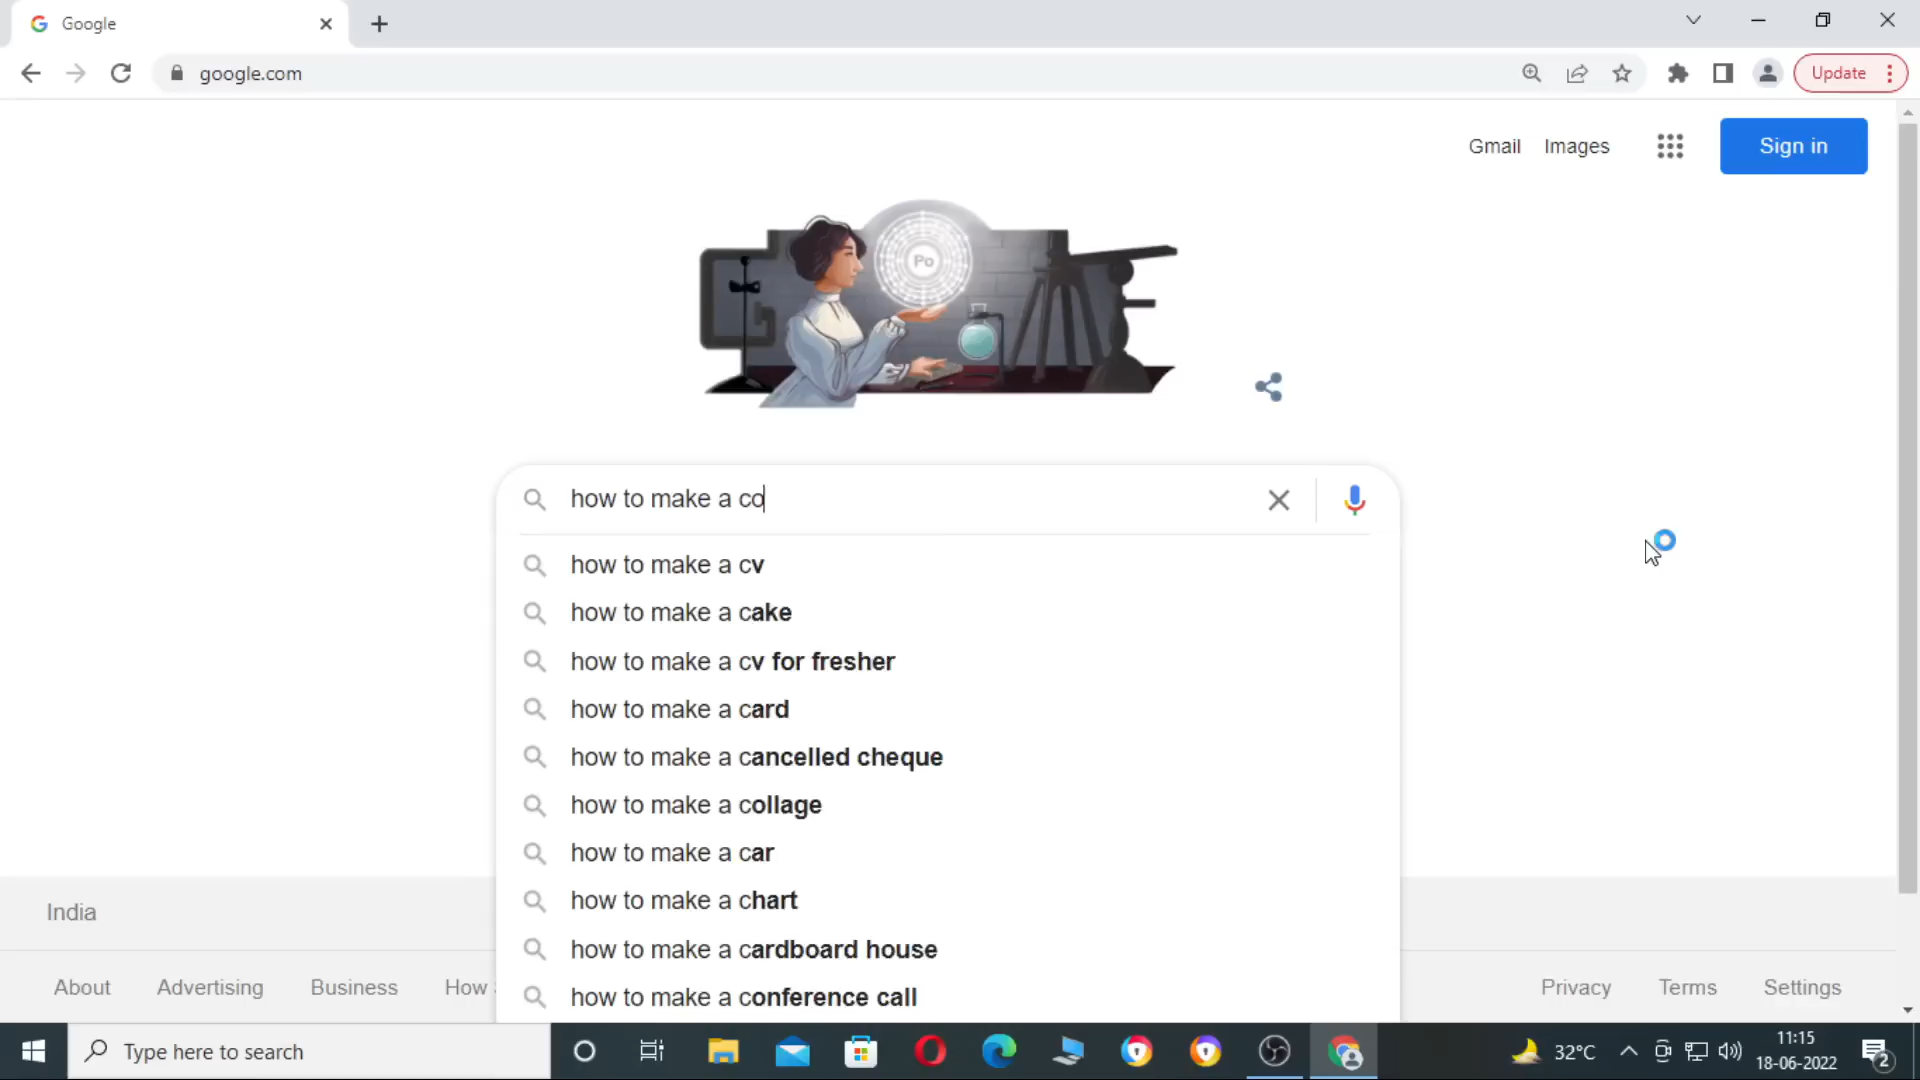 Google
google.com
Update
Gmail Images Sign in
Po
how to make a co
how to make a cv
how to make a cake
how to make a cv for fresher
how to make a card
how to make a cancelled cheque
how to make a collage
how to make a car
how to make a chart
how to make a cardboard house
how to make a conference call
India
About Advertising Business How Privacy Terms Settings
Type here to search 32°C 11:15
18-06-2022 2